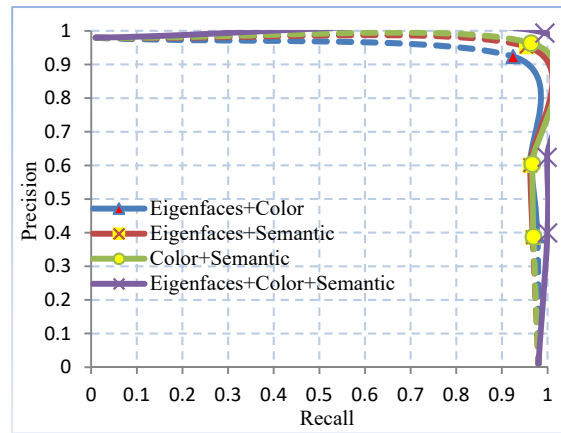 1
0.9
0.8
0.7
0.6
0.5
0.4
0.3
0.2
0.1
0
Precision
Eigenfaces+Color
Eigenfaces+Semantic
Color+Semantic
Eigenfaces+Color+Semantic
0 0.1 0.2 0.3 0.4 0.5 0.6 0.7 0.8 0.9 1
Recall